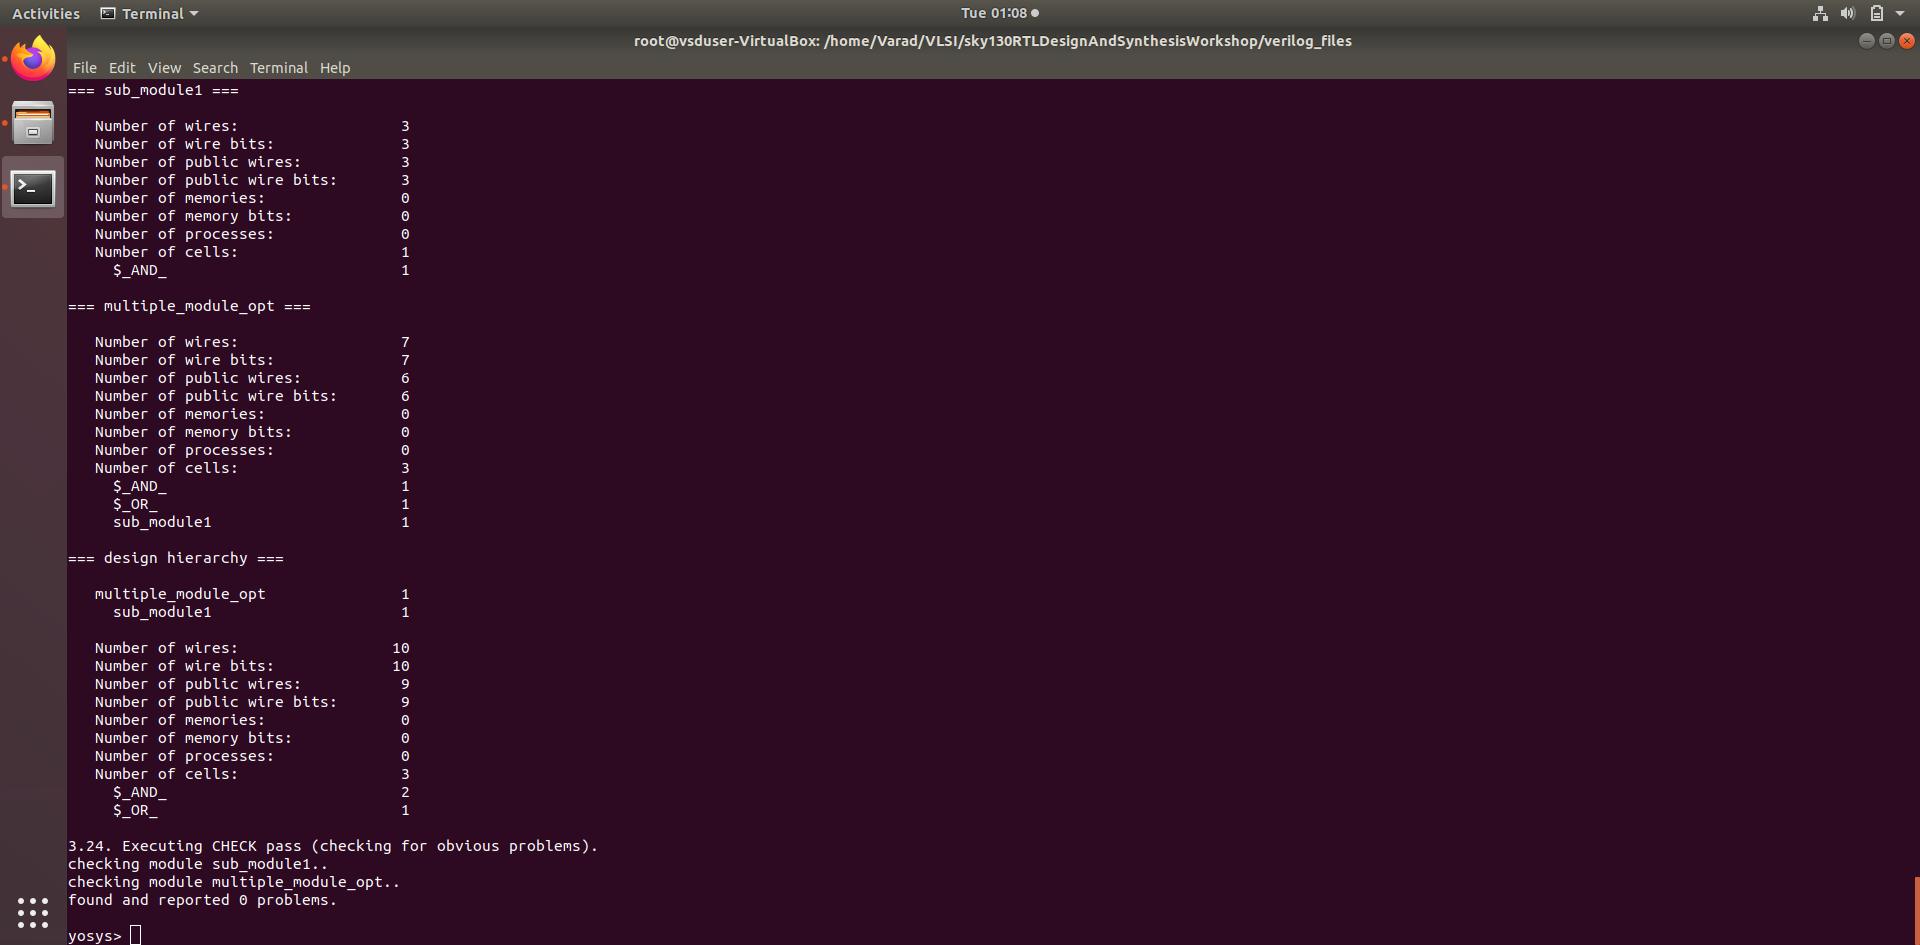 Activities Terminal Tue 01:08
root@vsduser-VirtualBox: /home/Varad/VLSI/sky130RTLDesignAndSynthesisWorkshop/verilog_files
File Edit View Search Terminal Help
=== sub_module1 ===
Number of wires: 3
Number of wire bits: 3
Number of public wires: 3
Number of public wire bits: 3
Number of memories: 0
Number of memory bits: 0
Number of processes: 0
Number of cells: 1
$_AND_ 1
=== multiple_module_opt ===
Number of wires: 7
Number of wire bits: 7
Number of public wires: 6
Number of public wire bits: 6
Number of memories: 0
Number of memory bits: 0
Number of processes: 0
Number of cells: 3
$_AND_ 1
$_OR_ 1
sub_module1 1
=== design hierarchy ===
multiple_module_opt 1
sub_module1 1
Number of wires: 10
Number of wire bits: 10
Number of public wires: 9
Number of public wire bits: 9
Number of memories: 0
Number of memory bits: 0
Number of processes: 0
Number of cells: 3
$_AND_ 2
$_OR_ 1
3.24. Executing CHECK pass (checking for obvious problems).
checking module sub_module1..
checking module multiple_module_opt..
found and reported 0 problems.
yosys>